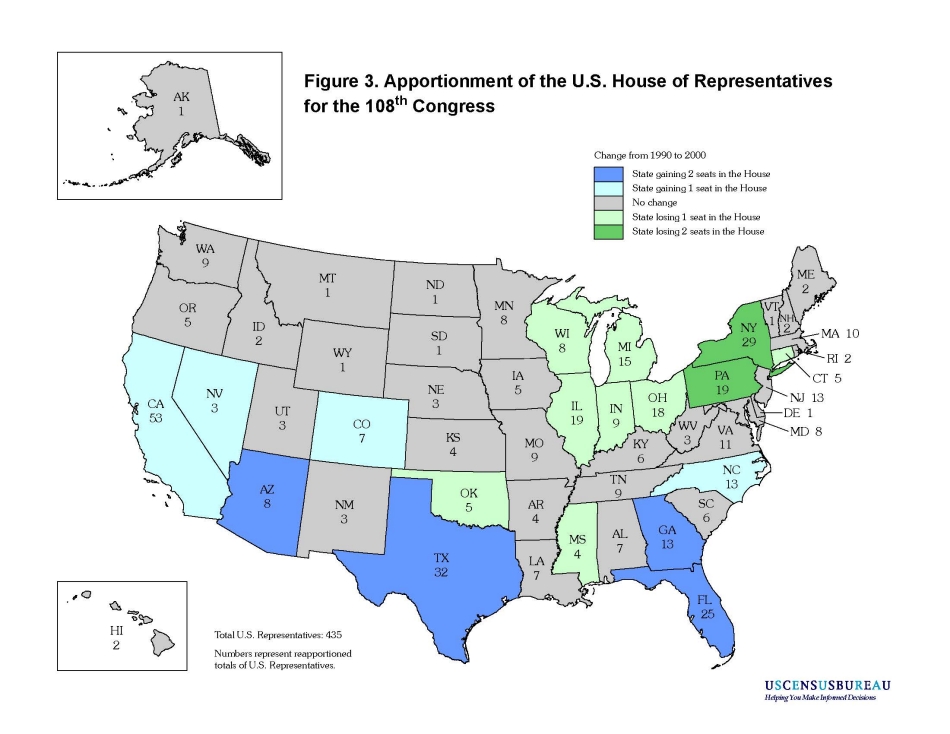 Figure 3. Apportionment of the U.S. House of Representatives
for the 108th Congress
AK
1
Change from 1990 to 2000
State gaining 2 seats in the House
State gaining 1 seat in the House
No change
State losing 1 seat in the House
State losing 2 seats in the House
WA
9
OR
5
ID
2
MT
1
ND
1
MN
8
SD
1
WY
1
WI
8
MI
15
NY
29
VT
1
NH
2
ME
2
MA 10
RI 2
CT 5
NJ 13
DE 1
MD 8
PA
19
CA
53
NV
3
UT
3
CO
7
NE
3
KS
4
IA
5
MO
9
IL
19
IN
9
OH
18
KY
6
WV
3
VA
11
NC
13
TN
9
SC
6
AZ
8
NM
3
OK
5
AR
4
TX
32
LA
7
MS
4
AL
7
GA
13
FL
25
HI
2
Total U.S. Representatives: 435
Numbers represent reapportioned
totals of U.S. Representatives.
USCENSUSBUREAU
Helping You Make Informed Decisions